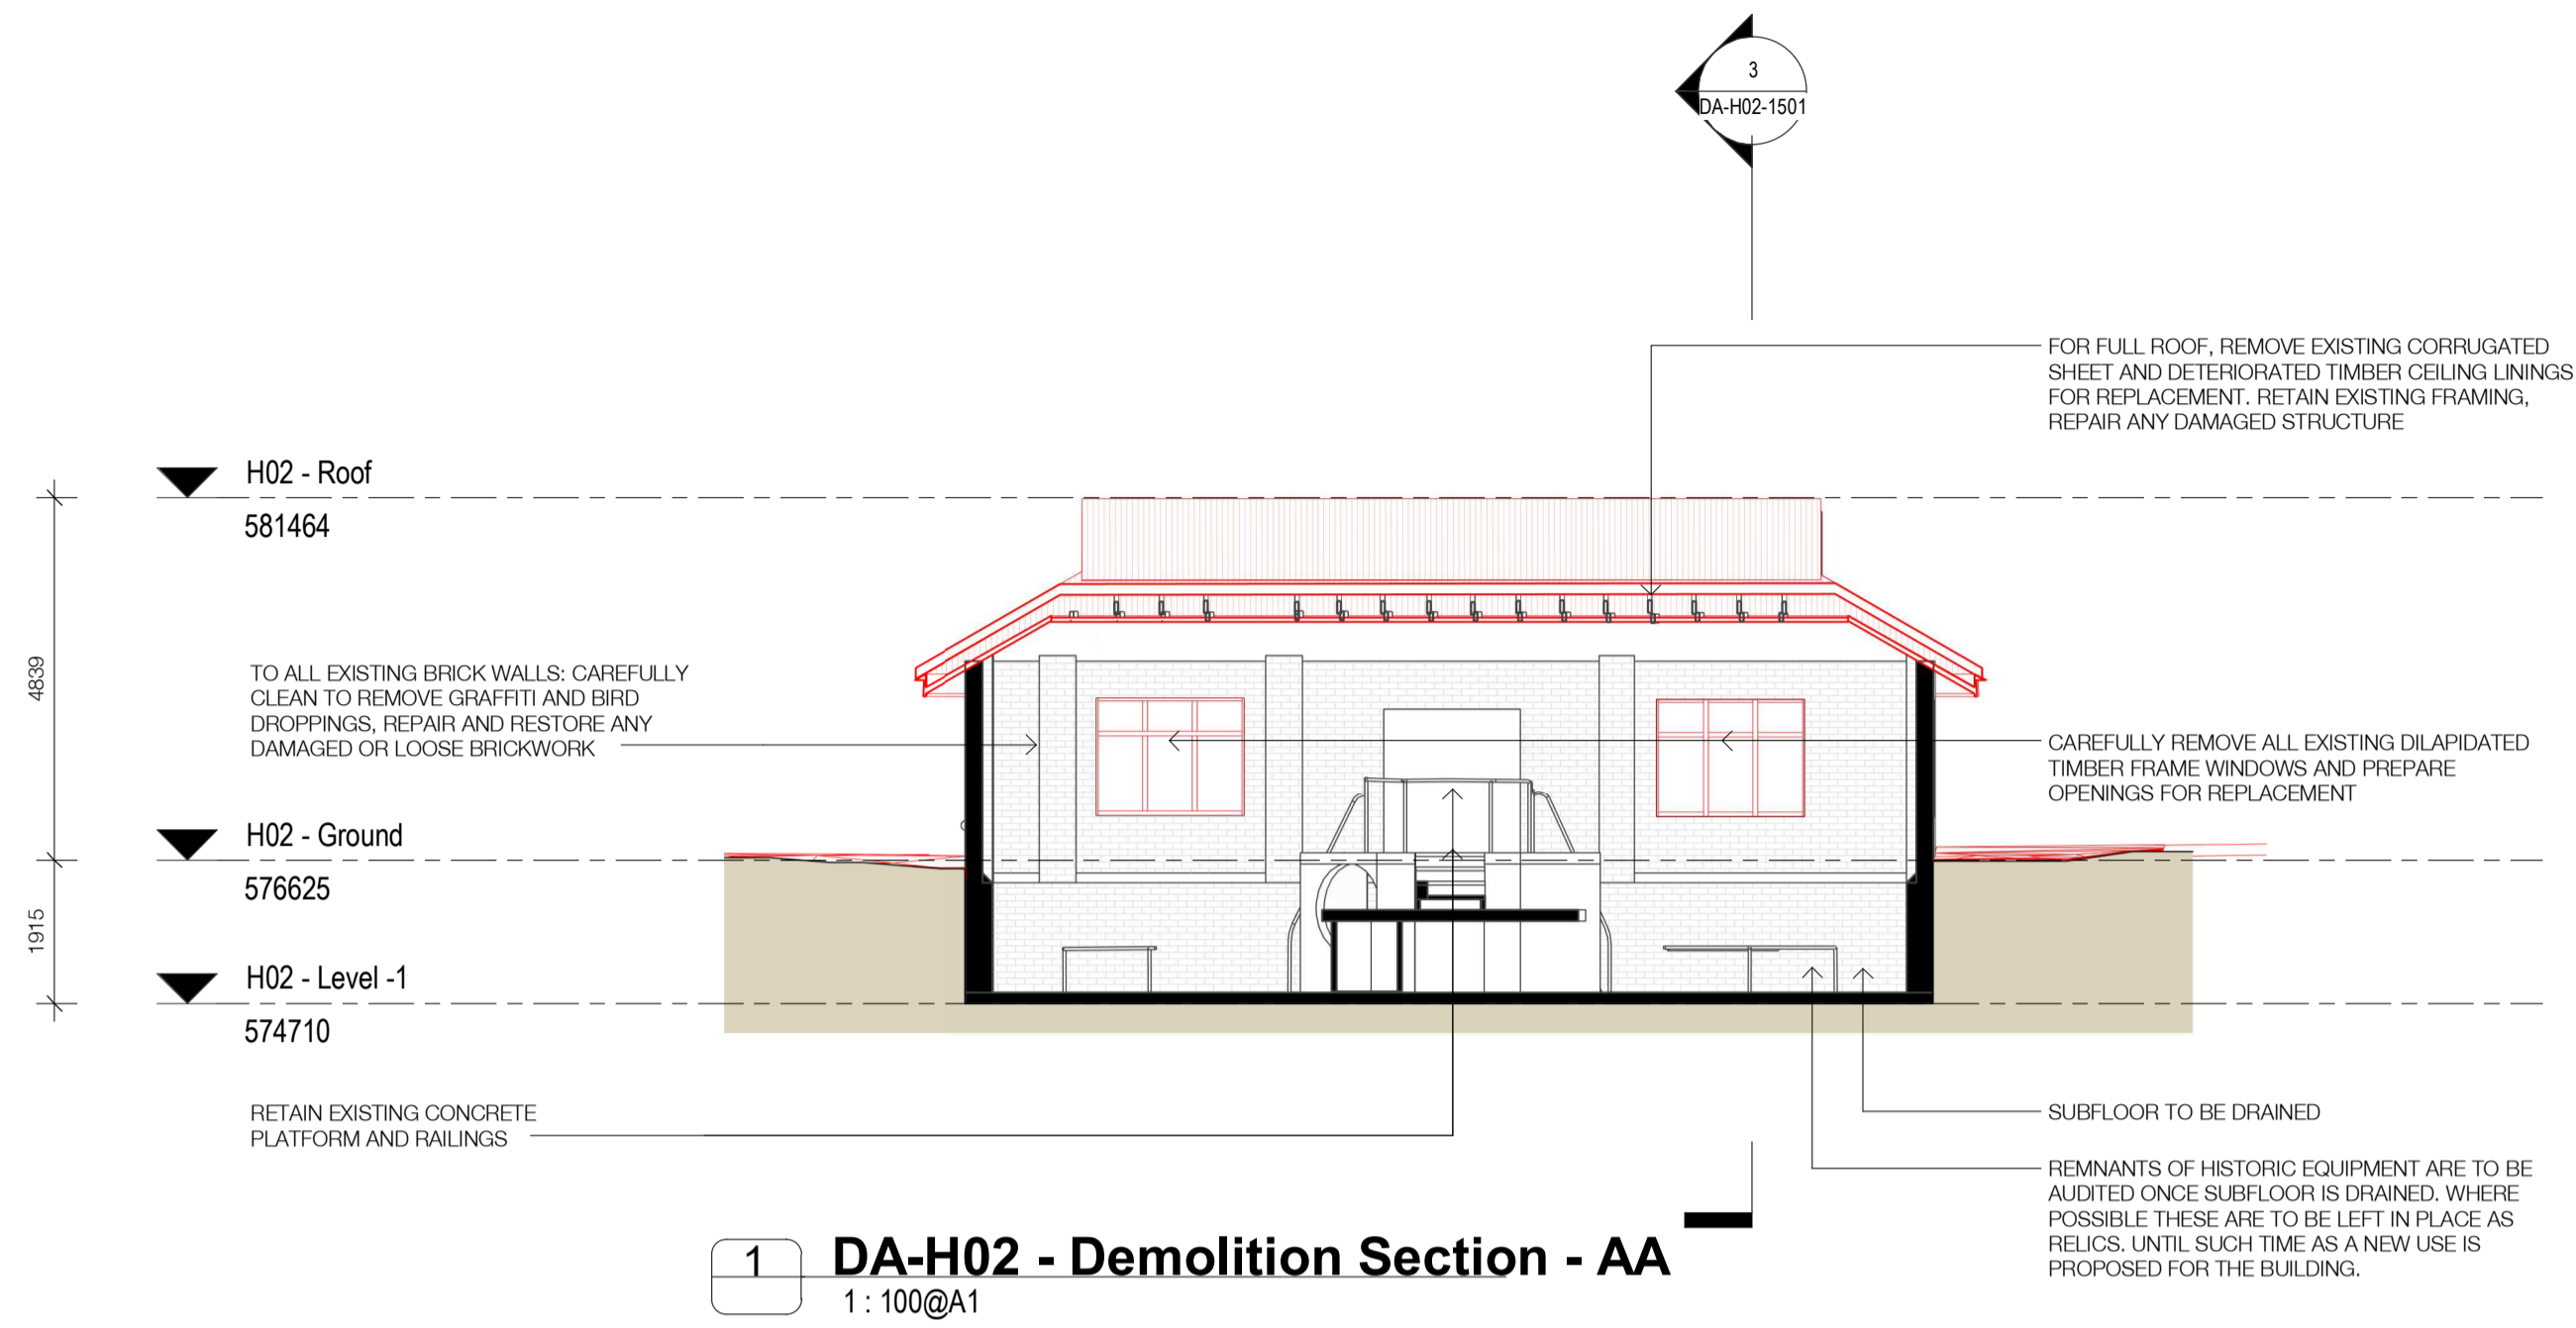 3
DA-H02-1501
FOR FULL ROOF, REMOVE EXISTING CORRUGATED
SHEET AND DETERIORATED TIMBER CEILING LININGS
FOR REPLACEMENT. RETAIN EXISTING FRAMING,
REPAIR ANY DAMAGED STRUCTURE
H02 - Roof
581464
4839
TO ALL EXISTING BRICK WALLS: CAREFULLY
CLEAN TO REMOVE GRAFFITI AND BIRD
DROPPINGS, REPAIR AND RESTORE ANY
DAMAGED OR LOOSE BRICKWORK
CAREFULLY REMOVE ALL EXISTING DILAPIDATED
TIMBER FRAME WINDOWS AND PREPARE
OPENINGS FOR REPLACEMENT
H02 - Ground
576625
1915
H02 - Level -1
574710
RETAIN EXISTING CONCRETE
PLATFORM AND RAILINGS
SUBFLOOR TO BE DRAINED
REMNANTS OF HISTORIC EQUIPMENT ARE TO BE
AUDITED ONCE SUBFLOOR IS DRAINED. WHERE
POSSIBLE THESE ARE TO BE LEFT IN PLACE AS
RELICS. UNTIL SUCH TIME AS A NEW USE IS
PROPOSED FOR THE BUILDING.
1
DA-H02 - Demolition Section - AA
1 : 100@A1